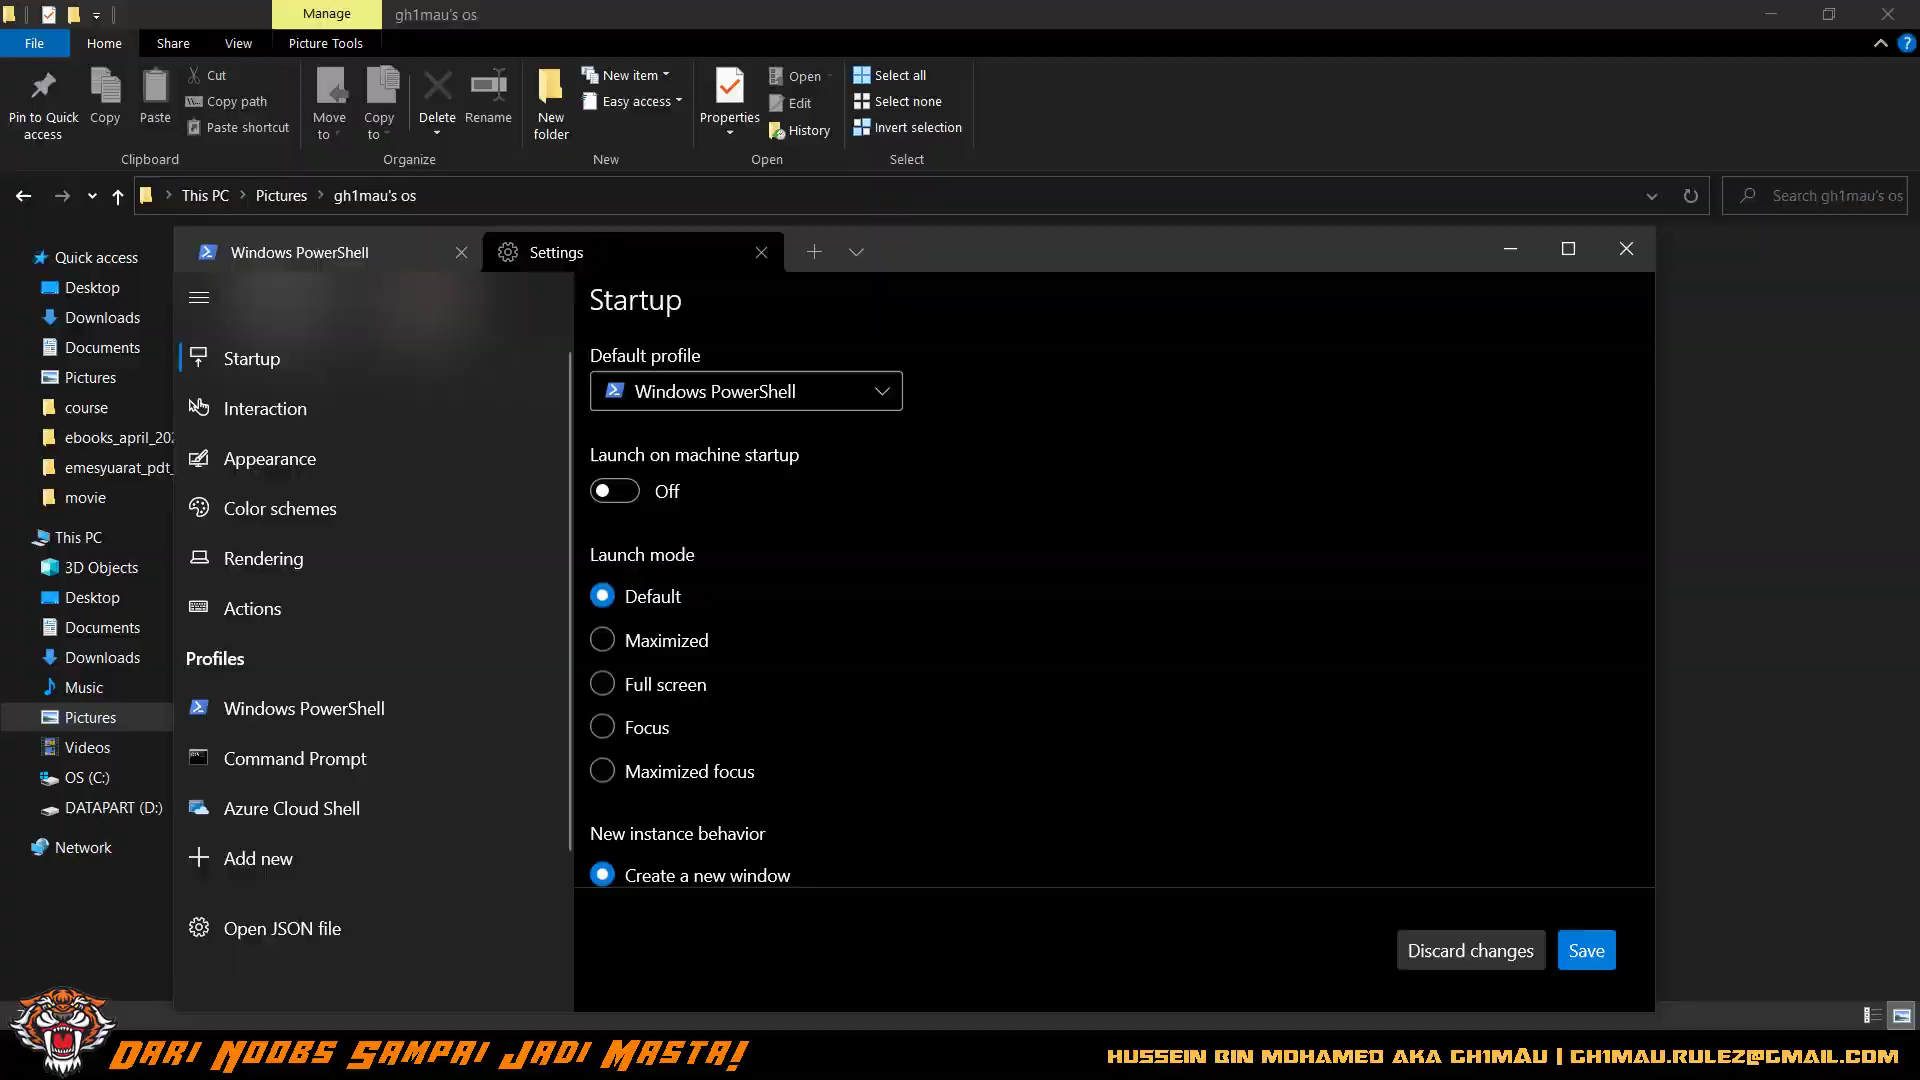 Manage
gh1mau's os
File
Home
Share
View
Picture Tools
Pin to Quick access
Copy
Paste
Cut
Copy path
Paste shortcut
Clipboard
Move to
Copy to
Delete
Rename
Organize
New folder
New item
Easy access
New
Properties
Open
Edit
History
Open
Select all
Select none
Invert selection
Select
This PC
Pictures
gh1mau's os
Search gh1mau's os
Quick access
Desktop
Downloads
Documents
Pictures
course
ebooks_april_20
emesyuarat_pdt_
movie
This PC
3D Objects
Desktop
Documents
Downloads
Music
Pictures
Videos
OS (C:)
DATAPART (D:)
Network
Windows PowerShell
Settings
Startup
Interaction
Appearance
Color schemes
Rendering
Actions
Profiles
Windows PowerShell
Command Prompt
Azure Cloud Shell
Add new
Open JSON file
Startup
Default profile
Windows PowerShell
Launch on machine startup
Off
Launch mode
Default
Maximized
Full screen
Focus
Maximized focus
New instance behavior
Create a new window
Discard changes
Save
DARI NOOBS SAMPAI JADI MASTA!
HUSSEIN BIN MOHAMED AKA GH1MAU | GH1MAU.RULEZ@GMAIL.COM